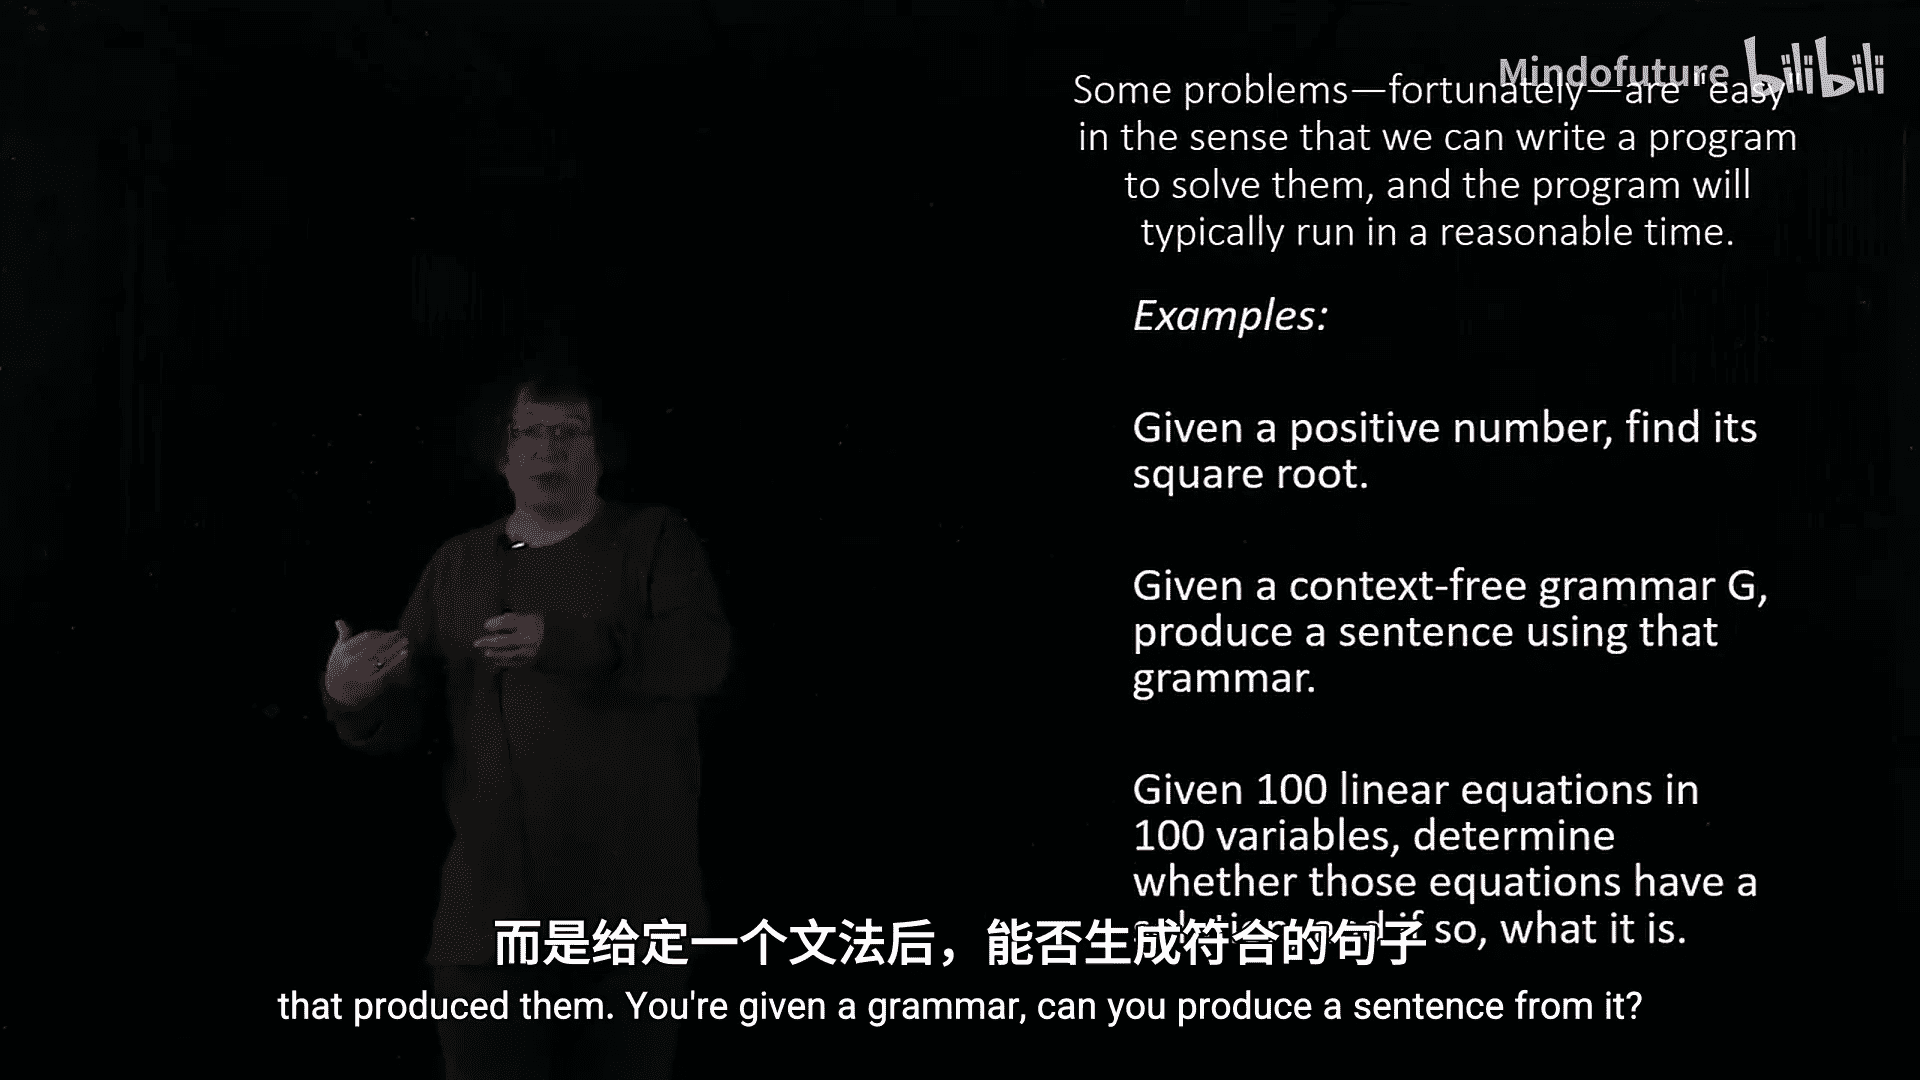 Mindofuture bilibili
Some problems—fortunately—are "easy"
in the sense that we can write a program
to solve them, and the program will
typically run in a reasonable time.
Examples:
Given a positive number, find its
square root.
Given a context-free grammar G,
produce a sentence using that
grammar.
Given 100 linear equations in
100 variables, determine
whether those equations have a
if so, what it is.
而是给定一个文法后，能否生成符合的句子
that produced them. You're given a grammar, can you produce a sentence from it?